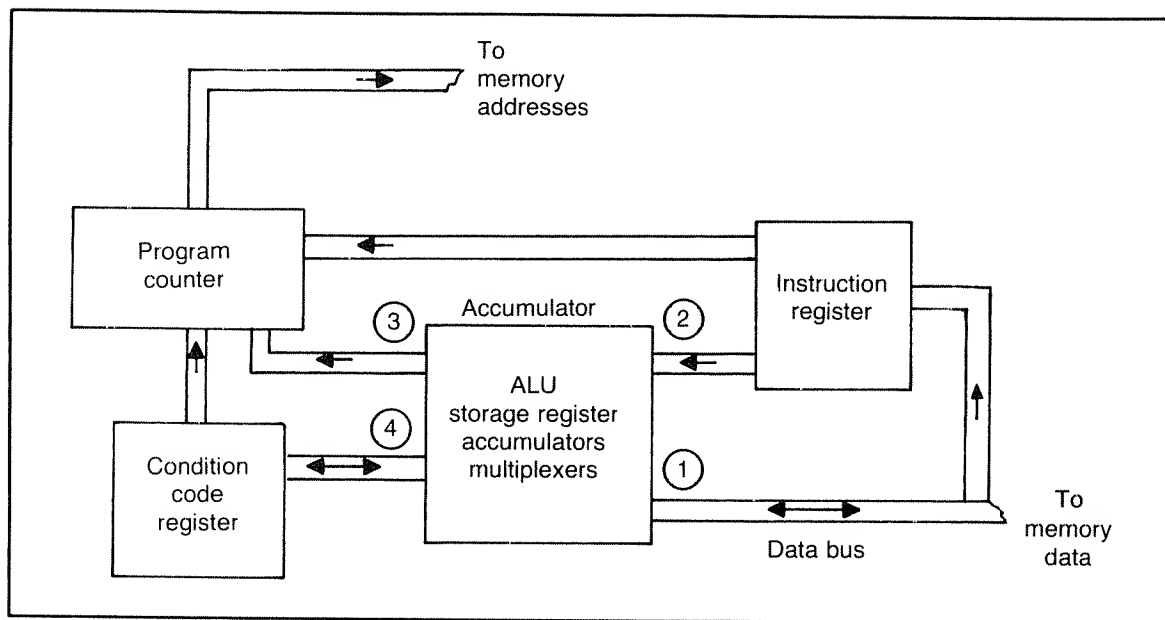 To
memory
addresses
Program
counter
Instruction
register
Accumulator
3
2
ALU
storage register
accumulators
multiplexers
4
1
Condition
code
register
Data bus
To
memory
data